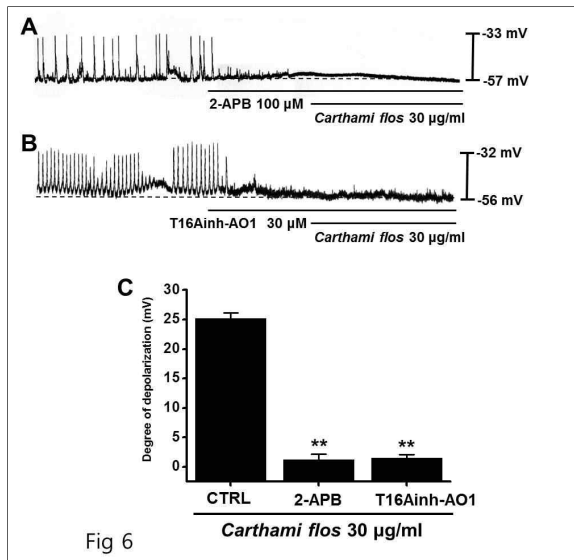 A
-33 mV
-57 mV
2-APB 100 μM
Carthami flos 30 μg/ml
B
-32 mV
-56 mV
T16Ainh-AO1 30 μM
Carthami flos 30 μg/ml
C
Degree of depolarization (mV)
30
25
20
15
10
5
0
** **
CTRL 2-APB T16Ainh-AO1
Carthami flos 30 μg/ml
Fig 6